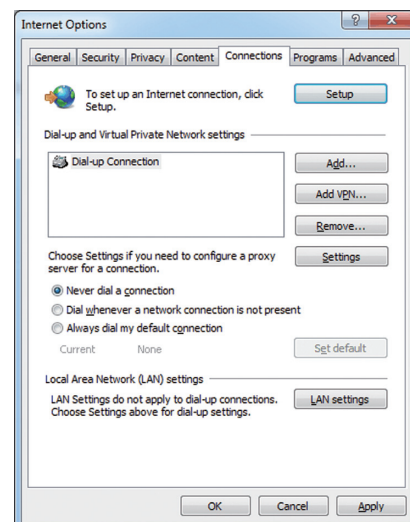 Internet Options
General Security Privacy Content Connections Programs Advanced
To set up an Internet connection, click
Setup.
Setup
Dial-up and Virtual Private Network settings
Dial-up Connection
Add...
Add VPN...
Remove...
Choose Settings if you need to configure a proxy
server for a connection.
Settings
Never dial a connection
Dial whenever a network connection is not present
Always dial my default connection
Current None
Set default
Local Area Network (LAN) settings
LAN Settings do not apply to dial-up connections.
Choose Settings above for dial-up settings.
LAN settings
OK Cancel Apply